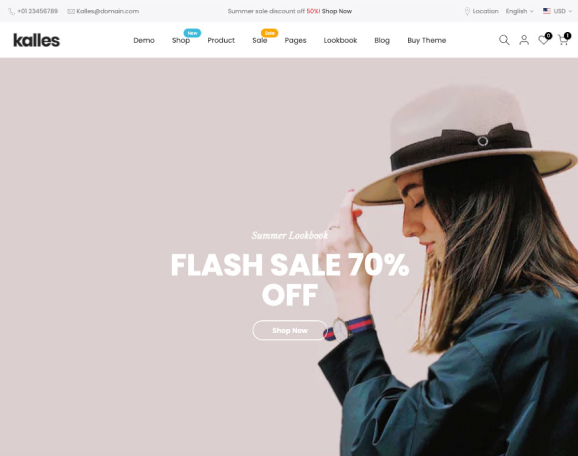 +01 23456789 Kalles@domain.com Summer sale discount off 50%! Shop Now Location English USD
kalles Demo Shop New Product Sale Sale Pages Lookbook Blog Buy Theme 0 1
Summer Lookbook
FLASH SALE 70%
OFF
Shop Now